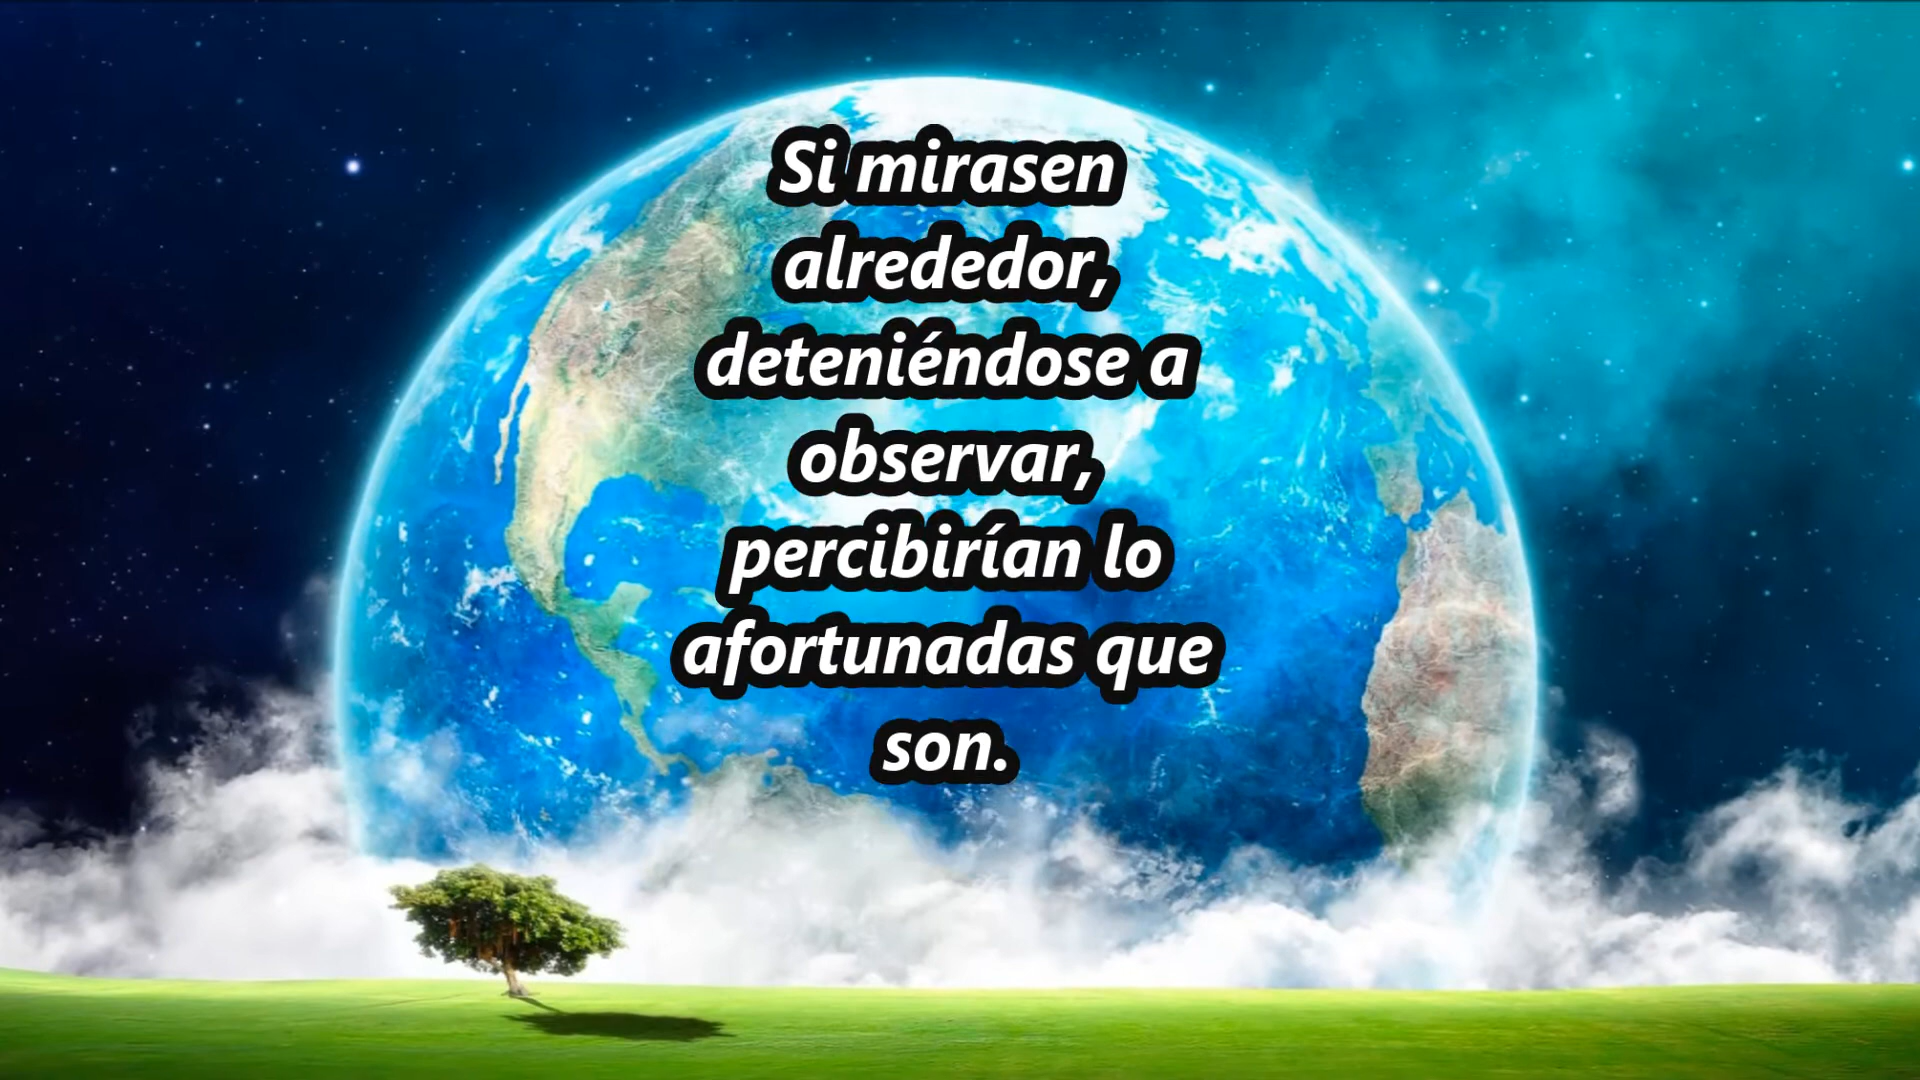 Si mirasen
alrededor,
deteniéndose a
observar,
percibirían lo
afortunadas que
son.